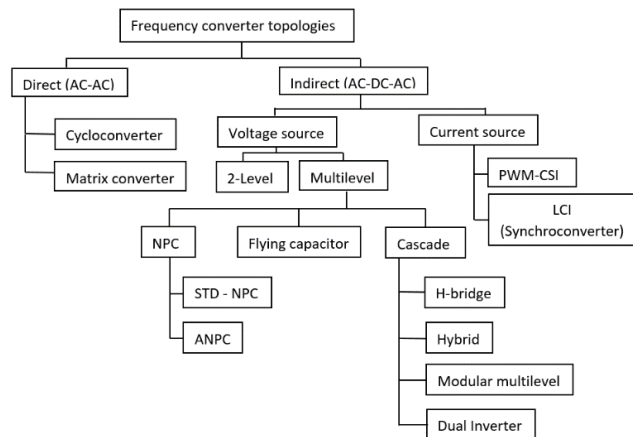 Frequency converter topologies
Direct (AC-AC)
Indirect (AC-DC-AC)
Cycloconverter
Matrix converter
Voltage source
Current source
2-Level
Multilevel
PWM-CSI
LCI
(Synchroconverter)
NPC
Flying capacitor
Cascade
STD - NPC
ANPC
H-bridge
Hybrid
Modular multilevel
Dual Inverter